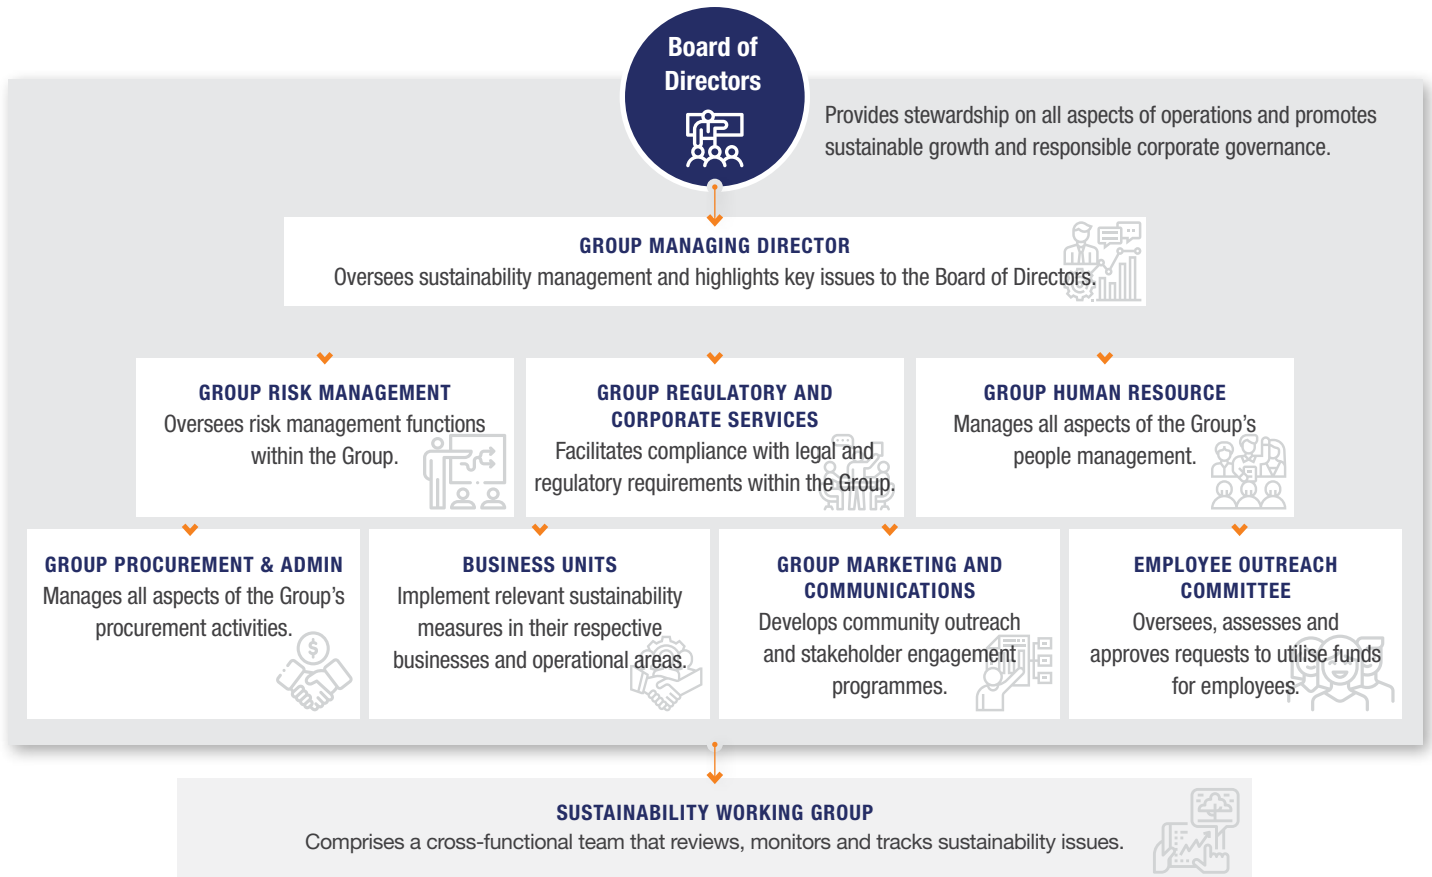 Board of
Directors
Provides stewardship on all aspects of operations and promotes
sustainable growth and responsible corporate governance.
GROUP MANAGING DIRECTOR
Oversees sustainability management and highlights key issues to the Board of Directors.
GROUP RISK MANAGEMENT
Oversees risk management functions
within the Group.
GROUP REGULATORY AND
CORPORATE SERVICES
Facilitates compliance with legal and
regulatory requirements within the Group.
GROUP HUMAN RESOURCE
Manages all aspects of the Group's
people management.
GROUP PROCUREMENT & ADMIN
Manages all aspects of the Group's
procurement activities.
$
BUSINESS UNITS
Implement relevant sustainability
measures in their respective
businesses and operational areas.
GROUP MARKETING AND
COMMUNICATIONS
Develops community outreach
and stakeholder engagement
programmes.
EMPLOYEE OUTREACH
COMMITTEE
Oversees, assesses and
approves requests to utilise funds
for employees.
SUSTAINABILITY WORKING GROUP
Comprises a cross-functional team that reviews, monitors and tracks sustainability issues.